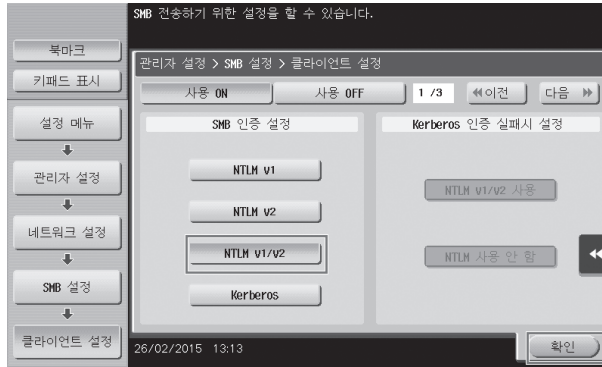 SMB 전송하기 위한 설정을 할 수 있습니다.
북마크
키패드 표시
설정 메뉴
관리자 설정
네트워크 설정
SMB 설정
클라이언트 설정
관리자 설정 > SMB 설정 > 클라이언트 설정
사용 ON
사용 OFF
1 /3
이전
다음
SMB 인증 설정
Kerberos 인증 실패시 설정
NTLM v1
NTLM v2
NTLM v1/v2
Kerberos
NTLM v1/v2 사용
NTLM 사용 안 함
26/02/2015 13:13
확인